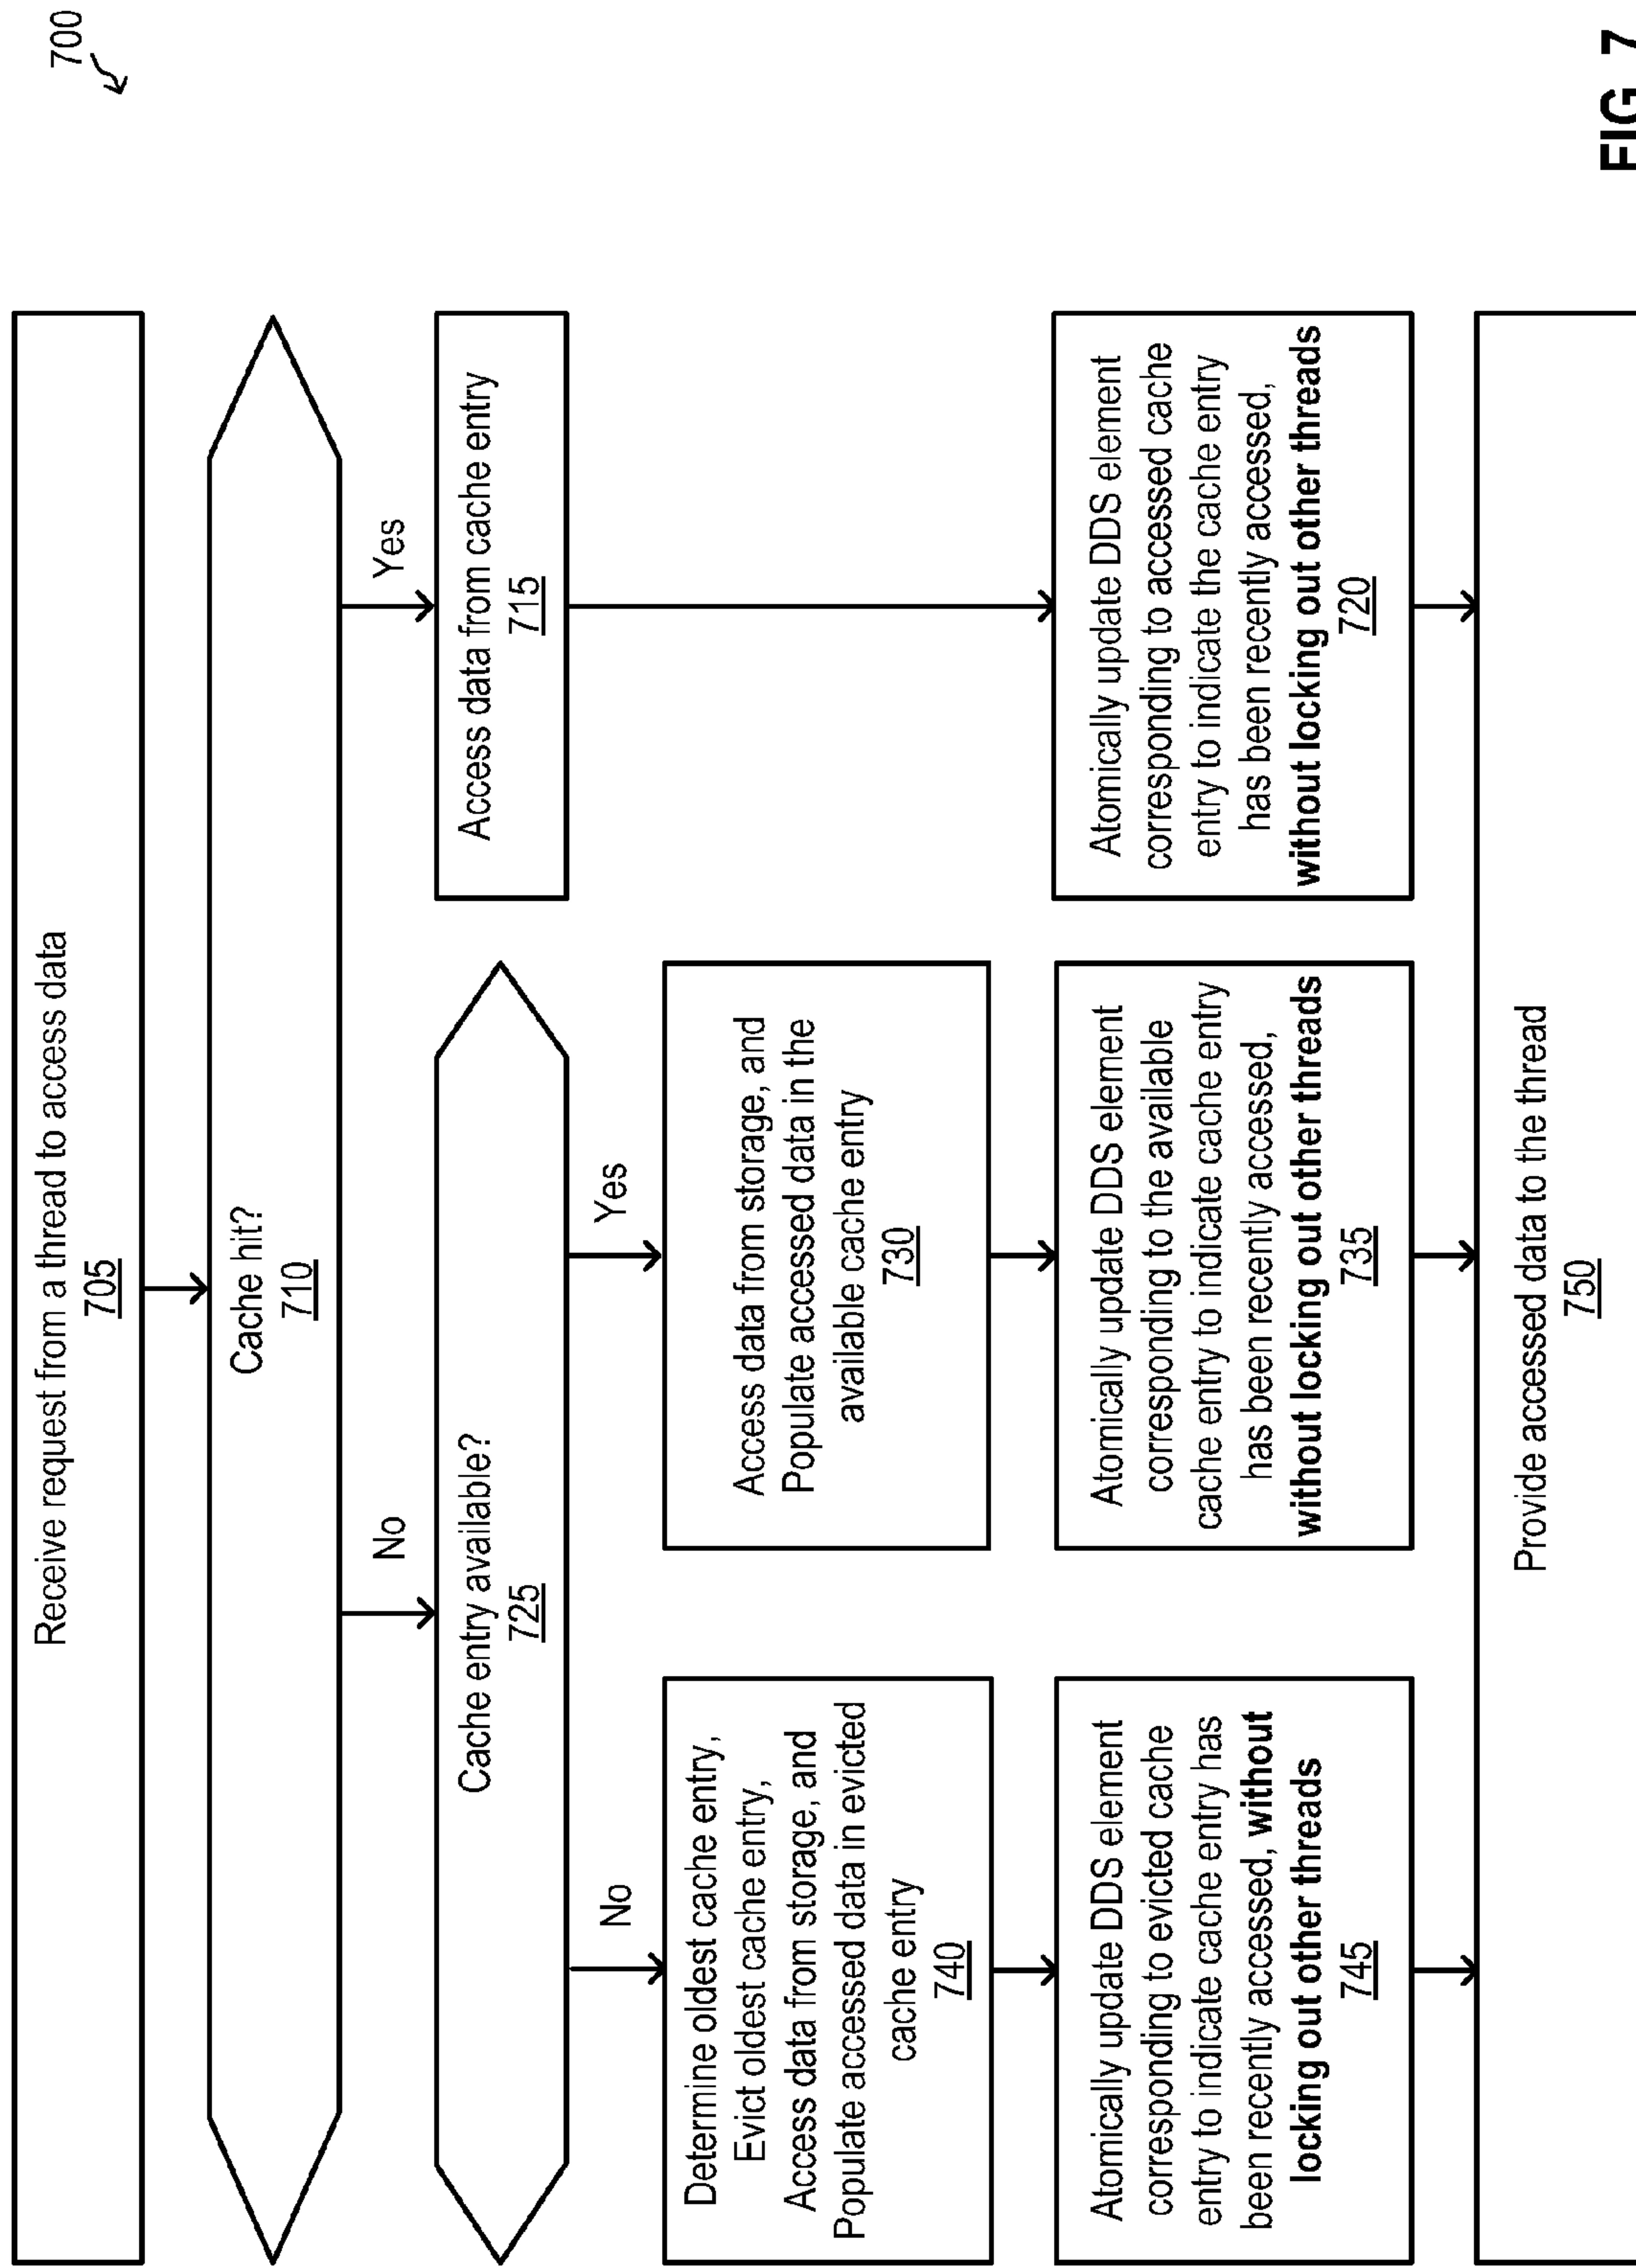 700
Receive request from a thread to access data
705
Cache hit?
710
No
Yes
Cache entry available?
725
Access data from cache entry
715
No
Yes
Determine oldest cache entry,
Evict oldest cache entry,
Access data from storage, and
Populate accessed data in evicted
cache entry
740
Access data from storage, and
Populate accessed data in the
available cache entry
730
Atomically update DDS element
corresponding to evicted cache
entry to indicate cache entry has
been recently accessed, without
locking out other threads
745
Atomically update DDS element
corresponding to the available
cache entry to indicate cache entry
has been recently accessed,
without locking out other threads
735
Atomically update DDS element
corresponding to accessed cache
entry to indicate the cache entry
has been recently accessed,
without locking out other threads
720
Provide accessed data to the thread
750
FIG. 7